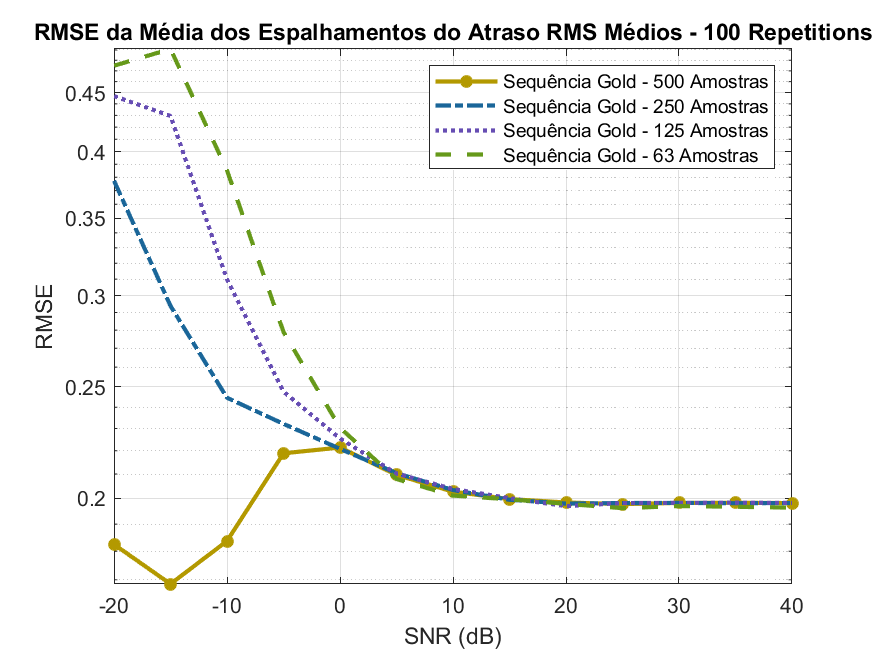 RMSE da Média dos Espalhamentos do Atraso RMS Médios - 100 Repetitions
Sequência Gold - 500 Amostras
Sequência Gold - 250 Amostras
Sequência Gold - 125 Amostras
Sequência Gold - 63 Amostras
RMSE
0.45
0.4
0.35
0.3
0.25
0.2
-20 -10 0 10 20 30 40
SNR (dB)